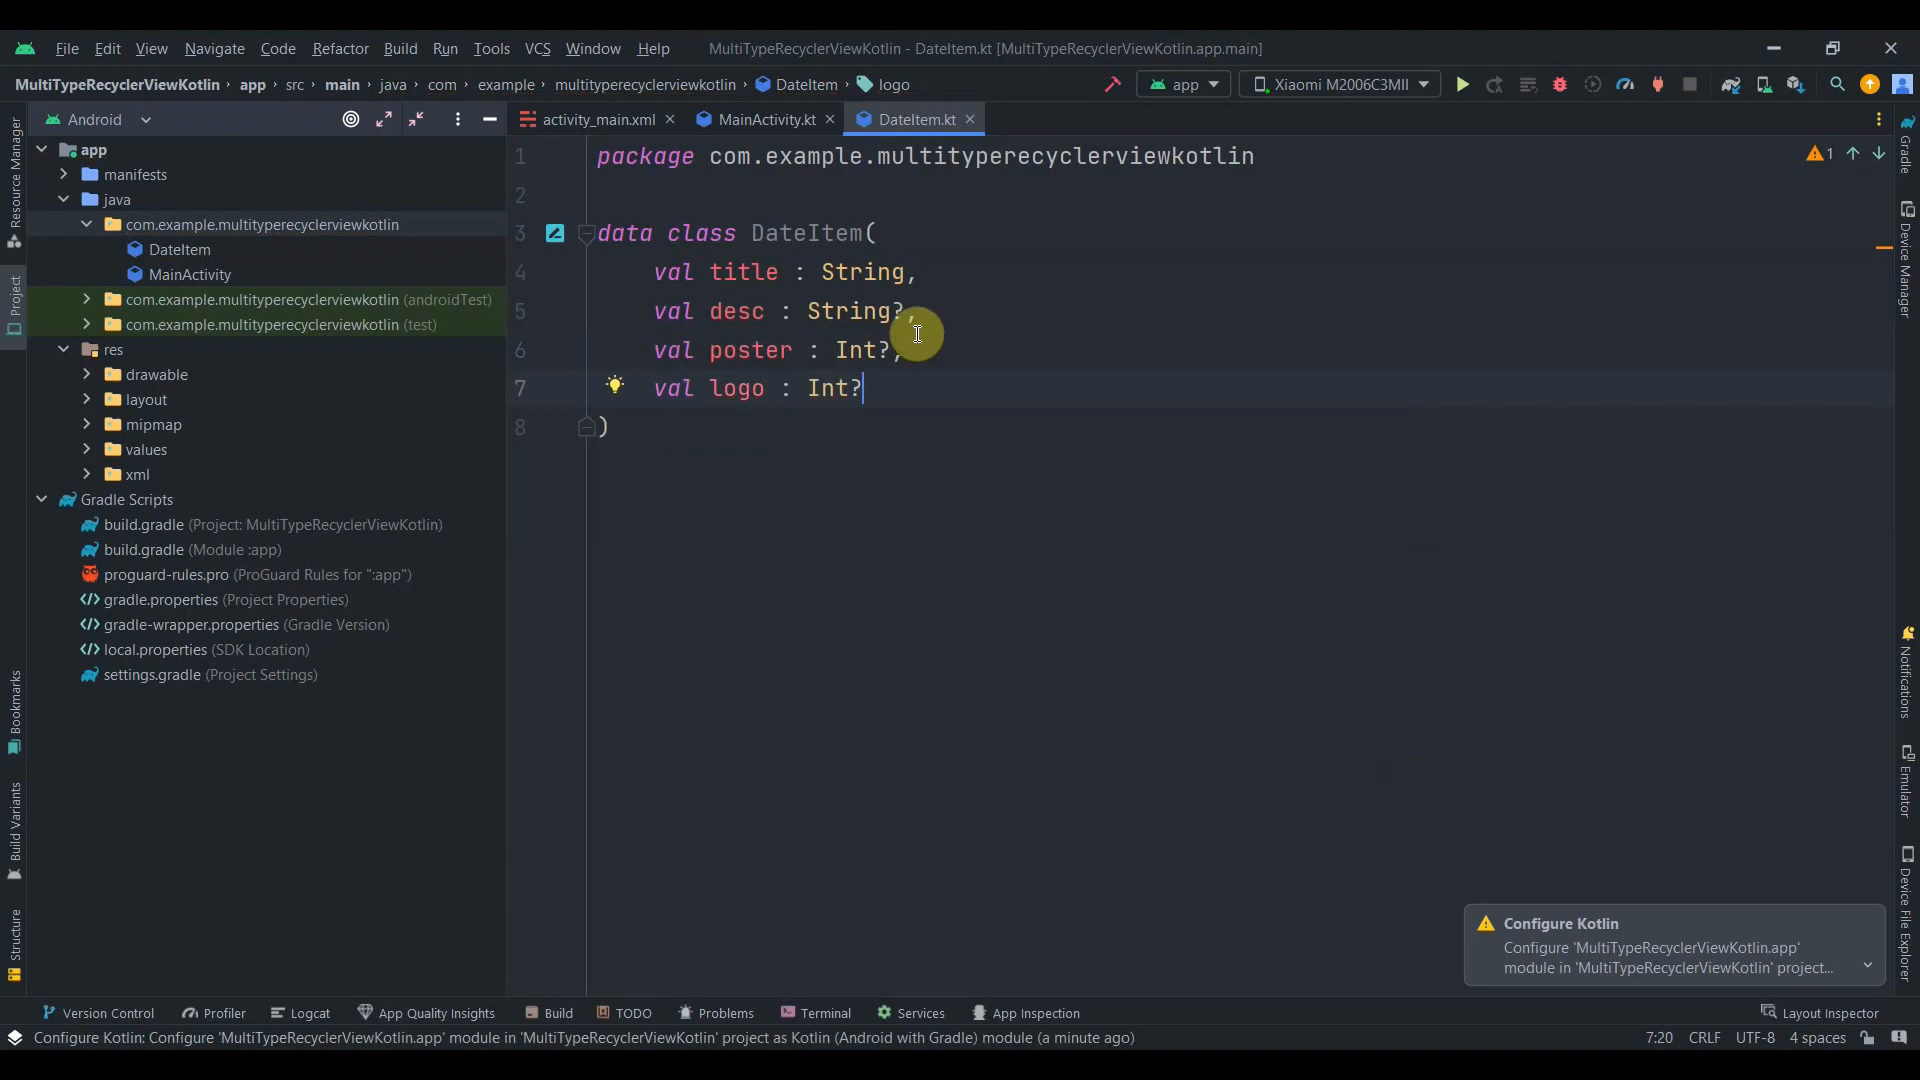 File Edit View Navigate Code Refactor Build Run Tools VCS Window Help MultiTypeRecyclerViewKotlin - DateItem.kt [MultiTypeRecyclerViewKotlin.app.main]
MultiTypeRecyclerViewKotlin app src main java com example multityperecyclerviewkotlin DateItem logo app Xiaomi M2006C3MII
Android
activity_main.xml MainActivity.kt DateItem.kt
Resource Manager
Project
Bookmarks
Build Variants
Structure
app
manifests
java
com.example.multityperecyclerviewkotlin
DateItem
MainActivity
com.example.multityperecyclerviewkotlin (androidTest)
com.example.multityperecyclerviewkotlin (test)
res
drawable
layout
mipmap
values
xml
Gradle Scripts
build.gradle (Project: MultiTypeRecyclerViewKotlin)
build.gradle (Module :app)
proguard-rules.pro (ProGuard Rules for ":app")
gradle.properties (Project Properties)
gradle-wrapper.properties (Gradle Version)
local.properties (SDK Location)
settings.gradle (Project Settings)
1 package com.example.multityperecyclerviewkotlin
2
3 data class DateItem(
4 val title : String,
5 val desc : String?,
6 val poster : Int?,
7 val logo : Int?
8 )
1
Gradle
Device Manager
Notifications
Emulator
Device File Explorer
Configure Kotlin
Configure 'MultiTypeRecyclerViewKotlin.app'
module in 'MultiTypeRecyclerViewKotlin' project...
Version Control Profiler Logcat App Quality Insights Build TODO Problems Terminal Services App Inspection Layout Inspector
Configure Kotlin: Configure 'MultiTypeRecyclerViewKotlin.app' module in 'MultiTypeRecyclerViewKotlin' project as Kotlin (Android with Gradle) module (a minute ago) 7:20 CRLF UTF-8 4 spaces